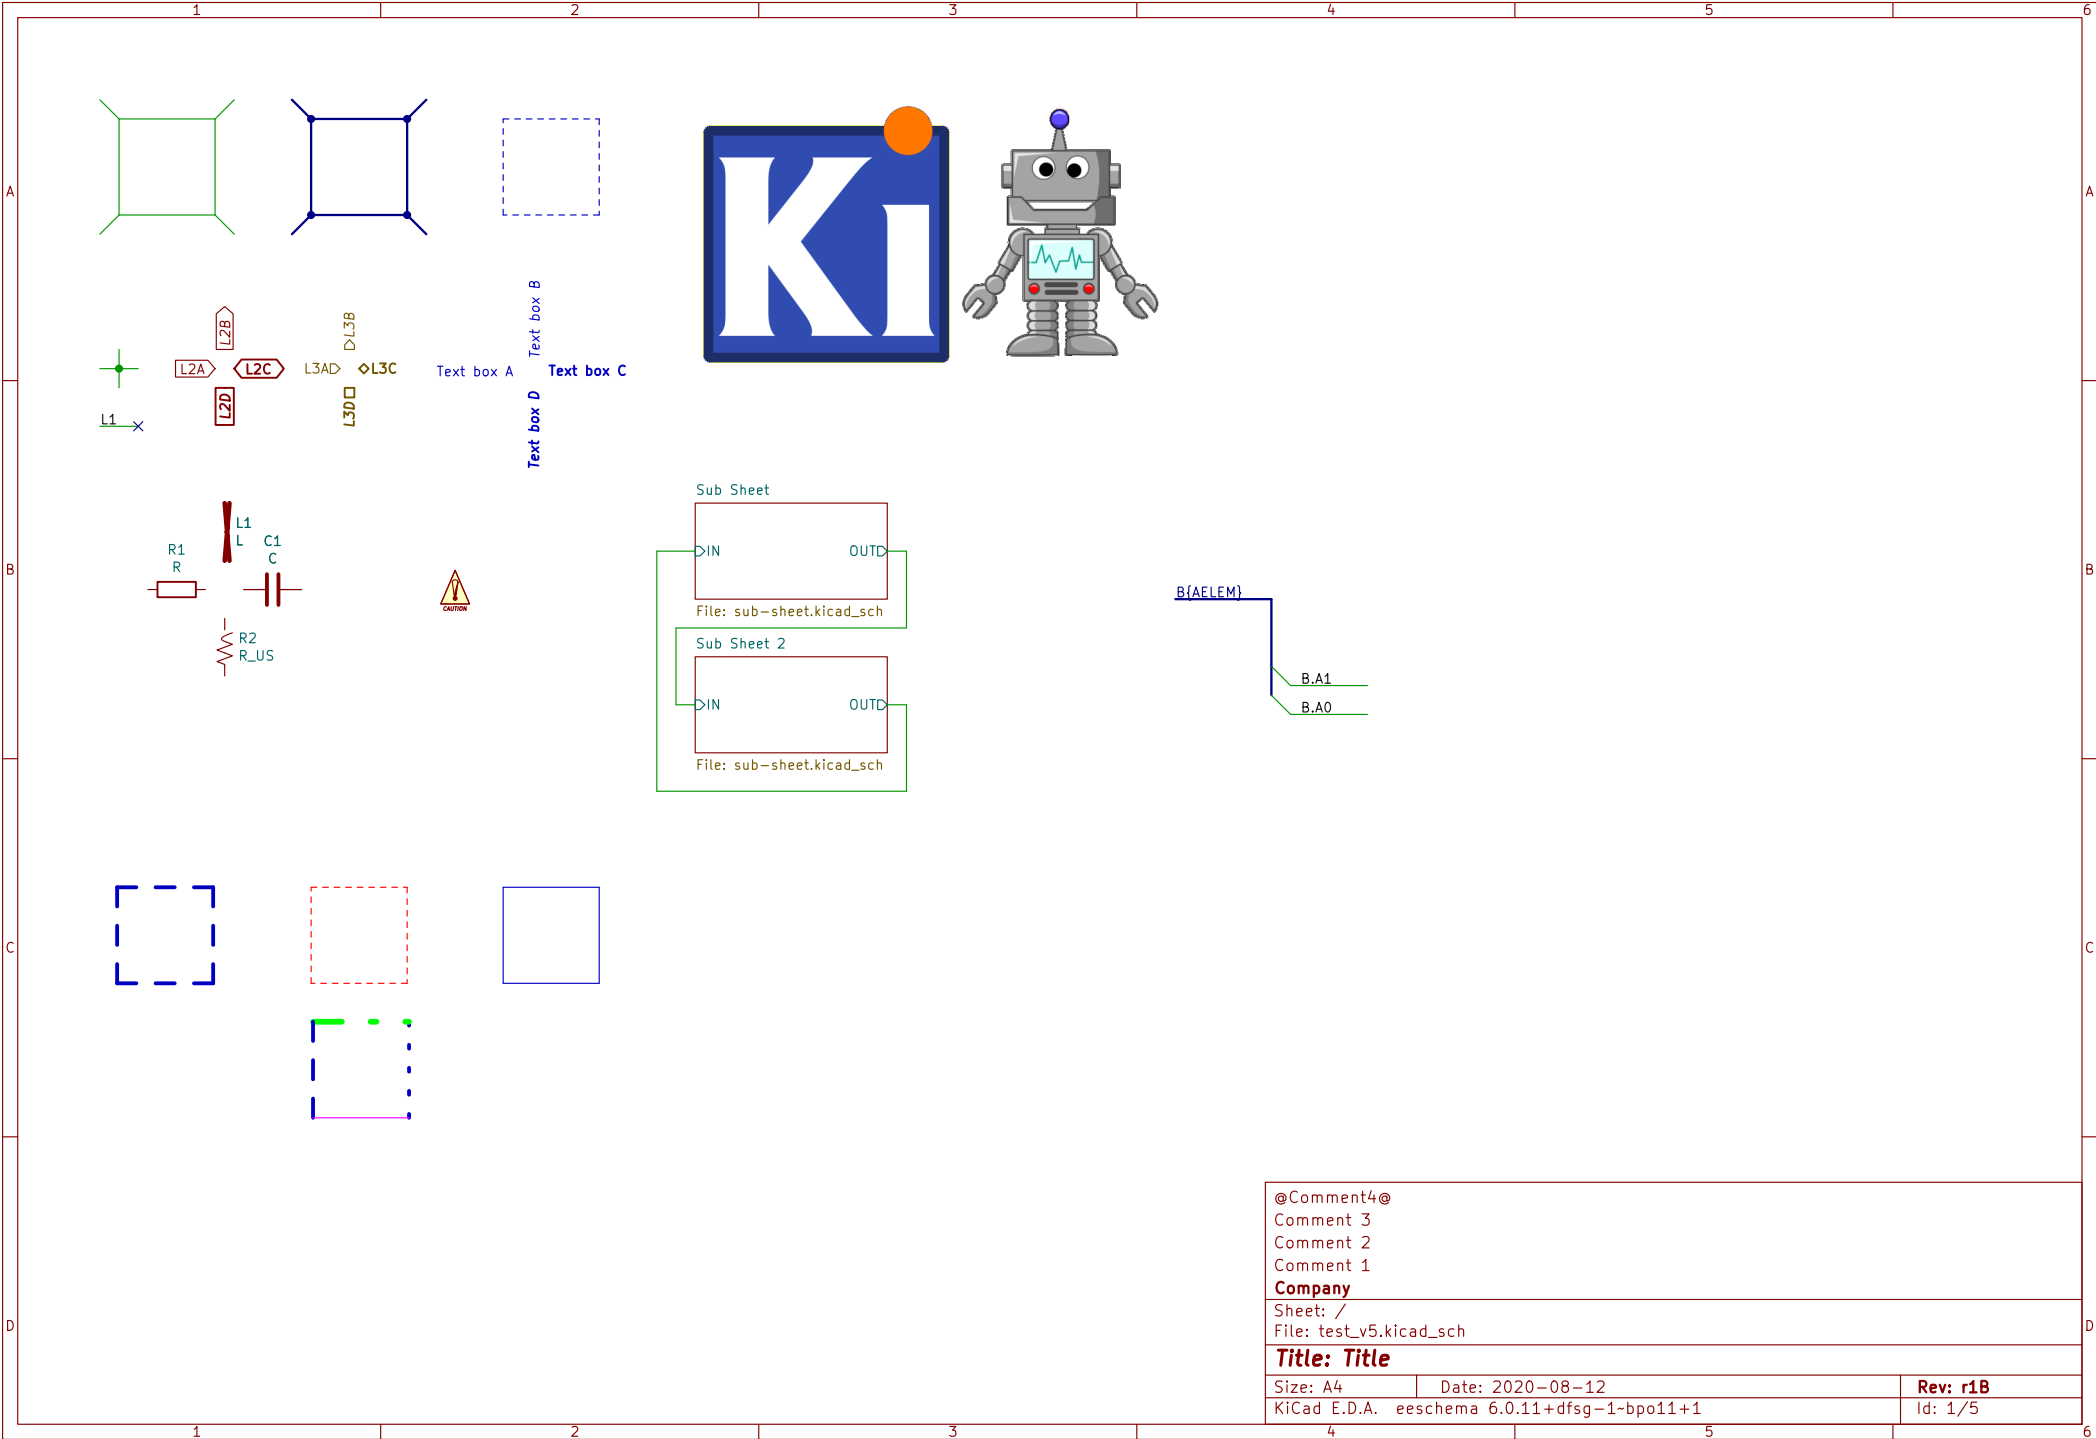 1 2 3 4 5 6
A A
Ki
L2B
L3B
Text box B
L2A L2C L3A L3C Text box A Text box C
L2D
L3D
Text box D
L1
Sub Sheet
L1
L
C1
C
R1
R
IN OUT
B B
CAUTION
B{AELEM}
File: sub-sheet.kicad_sch
R2
R_US
Sub Sheet 2
B.A1
IN OUT
B.A0
File: sub-sheet.kicad_sch
C C
@Comment4@
Comment 3
Comment 2
Comment 1
Company
Sheet: /
File: test_v5.kicad_sch
D D
Title: Title
Size: A4 Date: 2020-08-12 Rev: r1B
KiCad E.D.A. eeschema 6.0.11+dfsg-1~bpo11+1 Id: 1/5
1 2 3 4 5 6